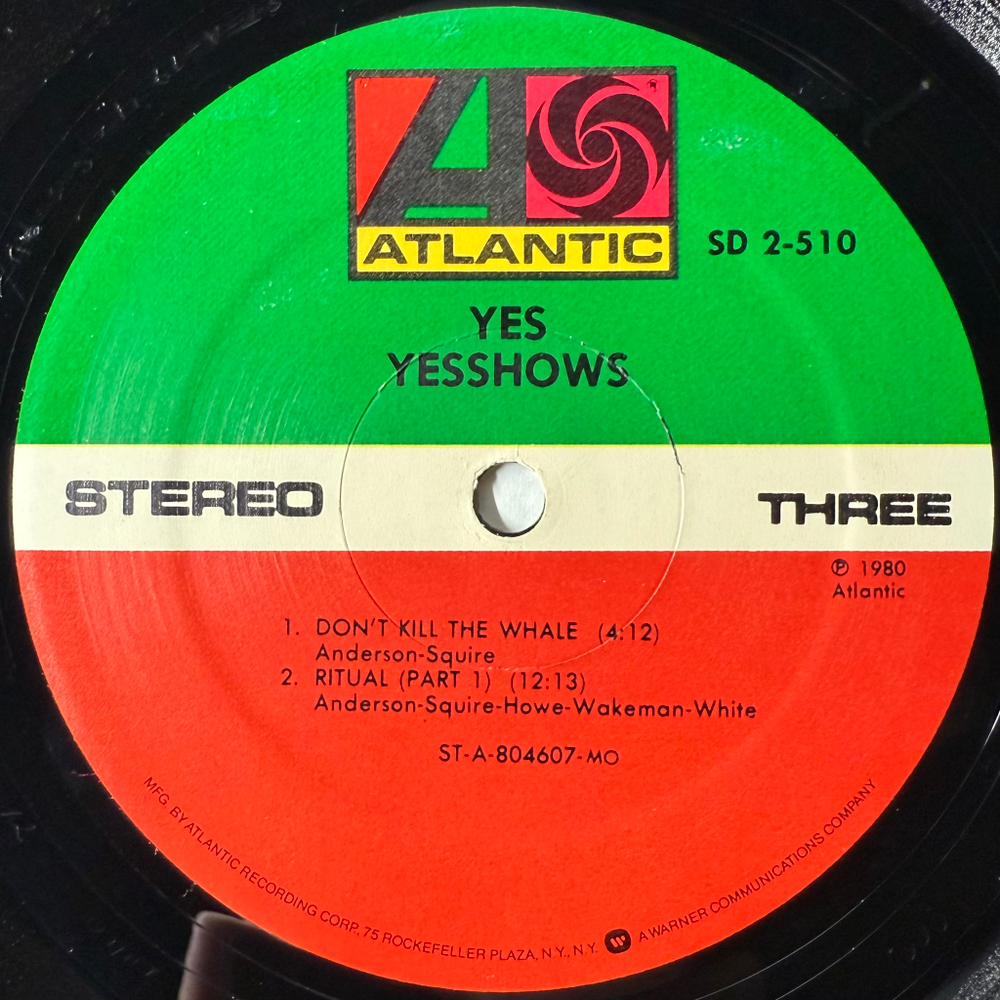 ATLANTIC
SD 2-510
YES
YESSHOWS
STEREO
THREE
℗ 1980
Atlantic
1. DON'T KILL THE WHALE (4:12)
Anderson-Squire
2. RITUAL (PART 1) (12:13)
Anderson-Squire-Howe-Wakeman-White
ST-A-804607-MO
MFG. BY ATLANTIC RECORDING CORP., 75 ROCKEFELLER PLAZA, N.Y., N.Y. A WARNER COMMUNICATIONS COMPANY